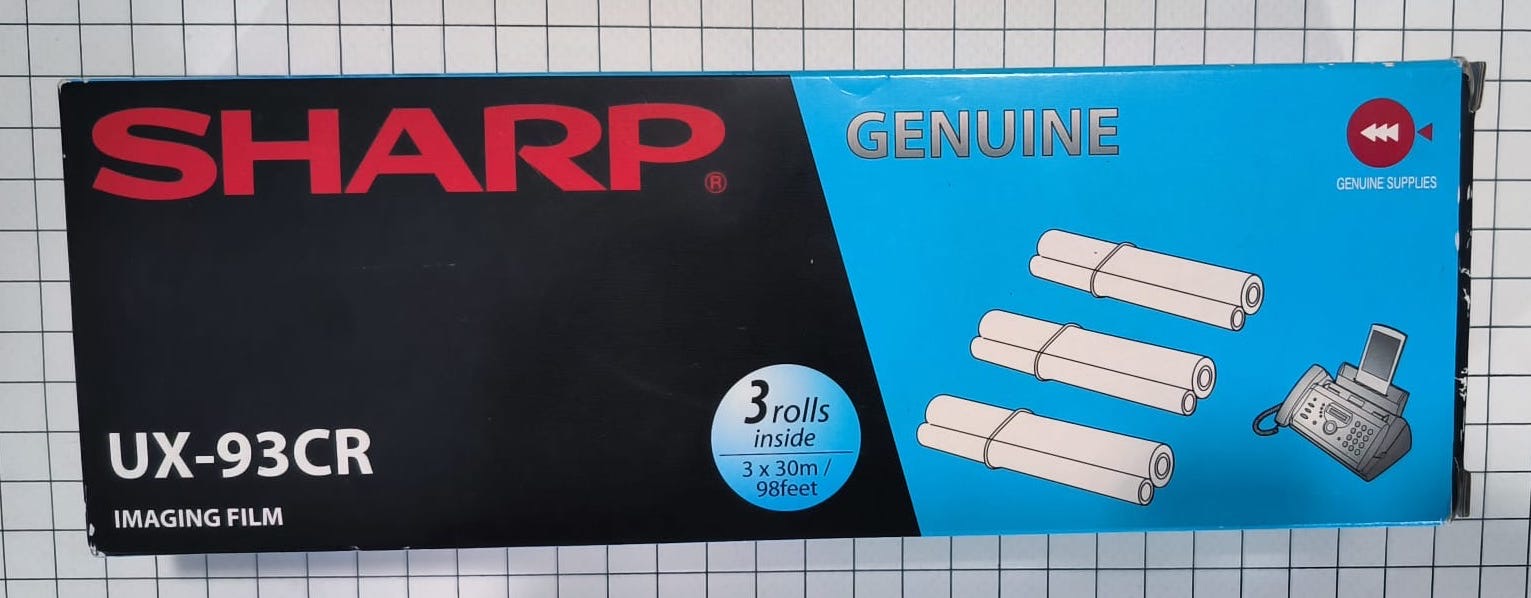 SHARP®
GENUINE
GENUINE SUPPLIES
3 rolls
inside
3 x 30m /
98feet
UX-93CR
IMAGING FILM